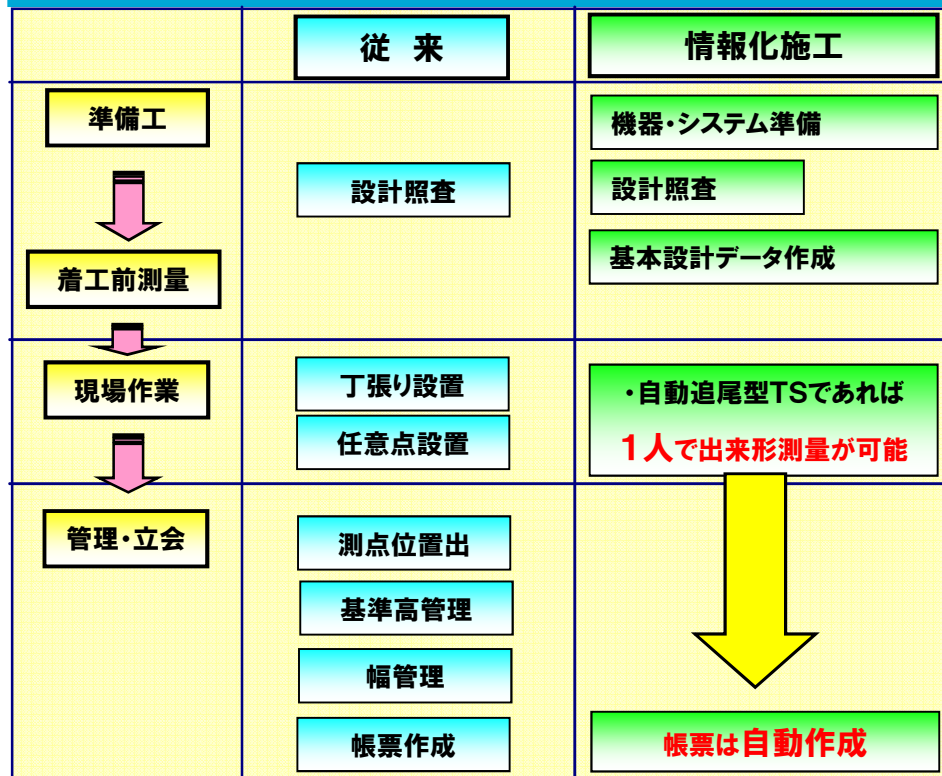 従 来
情報化施工
準備工
着工前測量
設計照査
機器・システム準備
設計照査
基本設計データ作成
現場作業
丁張り設置
任意点設置
・自動追尾型TSであれば
1人で出来形測量が可能
管理・立会
測点位置出
基準高管理
幅管理
帳票作成
帳票は自動作成